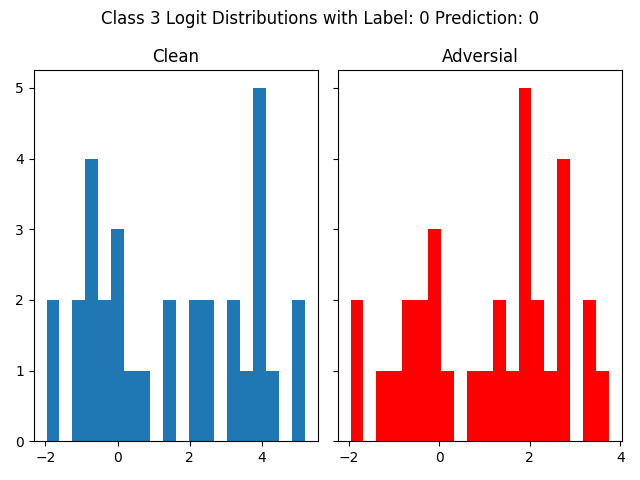 Class 3 Logit Distributions with Label: 0 Prediction: 0
Clean
Adversial
5
4
3
2
1
0
−2 0 2 4
−2 0 2 4